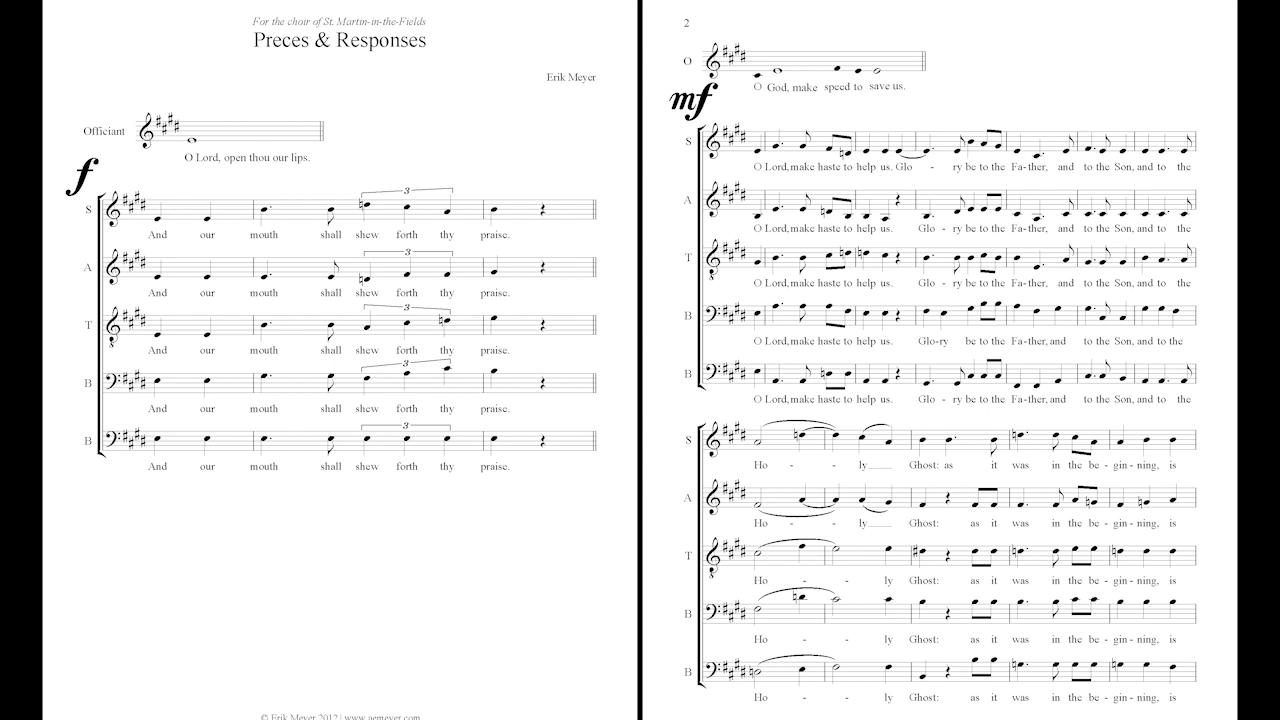 For the choir of St. Martin-in-the-Fields
Preces & Responses
Erik Meyer
Officiant
O Lord, open thou our lips.
f
S
3
And our mouth shall shew forth thy praise.
A
3
And our mouth shall shew forth thy praise.
T
3
And our mouth shall shew forth thy praise.
B
3
And our mouth shall shew forth thy praise.
B
3
And our mouth shall shew forth thy praise.
© Erik Meyer 2012 | www.aemeyer.com
2
O
O God, make speed to save us.
mf
S
O Lord, make haste to help us. Glo - ry be to the Fa-ther, and to the Son, and to the
A
O Lord, make haste to help us. Glo - ry be to the Fa-ther, and to the Son, and to the
T
8
O Lord, make haste to help us. Glo - ry be to the Fa-ther, and to the Son, and to the
B
O Lord, make haste to help us. Glo-ry be to the Fa-ther, and to the Son, and to the
B
O Lord, make haste to help us. Glo - ry be to the Fa-ther, and to the Son, and to the
S
Ho - - ly Ghost: as it was in the be - gin - ning, is
A
Ho - - ly Ghost: as it was in the be - gin - ning, is
T
8
Ho - - ly Ghost: as it was in the be - gin - ning, is
B
Ho - - ly Ghost: as it was in the be - gin - ning, is
B
Ho - - ly Ghost: as it was in the be - gin - ning, is